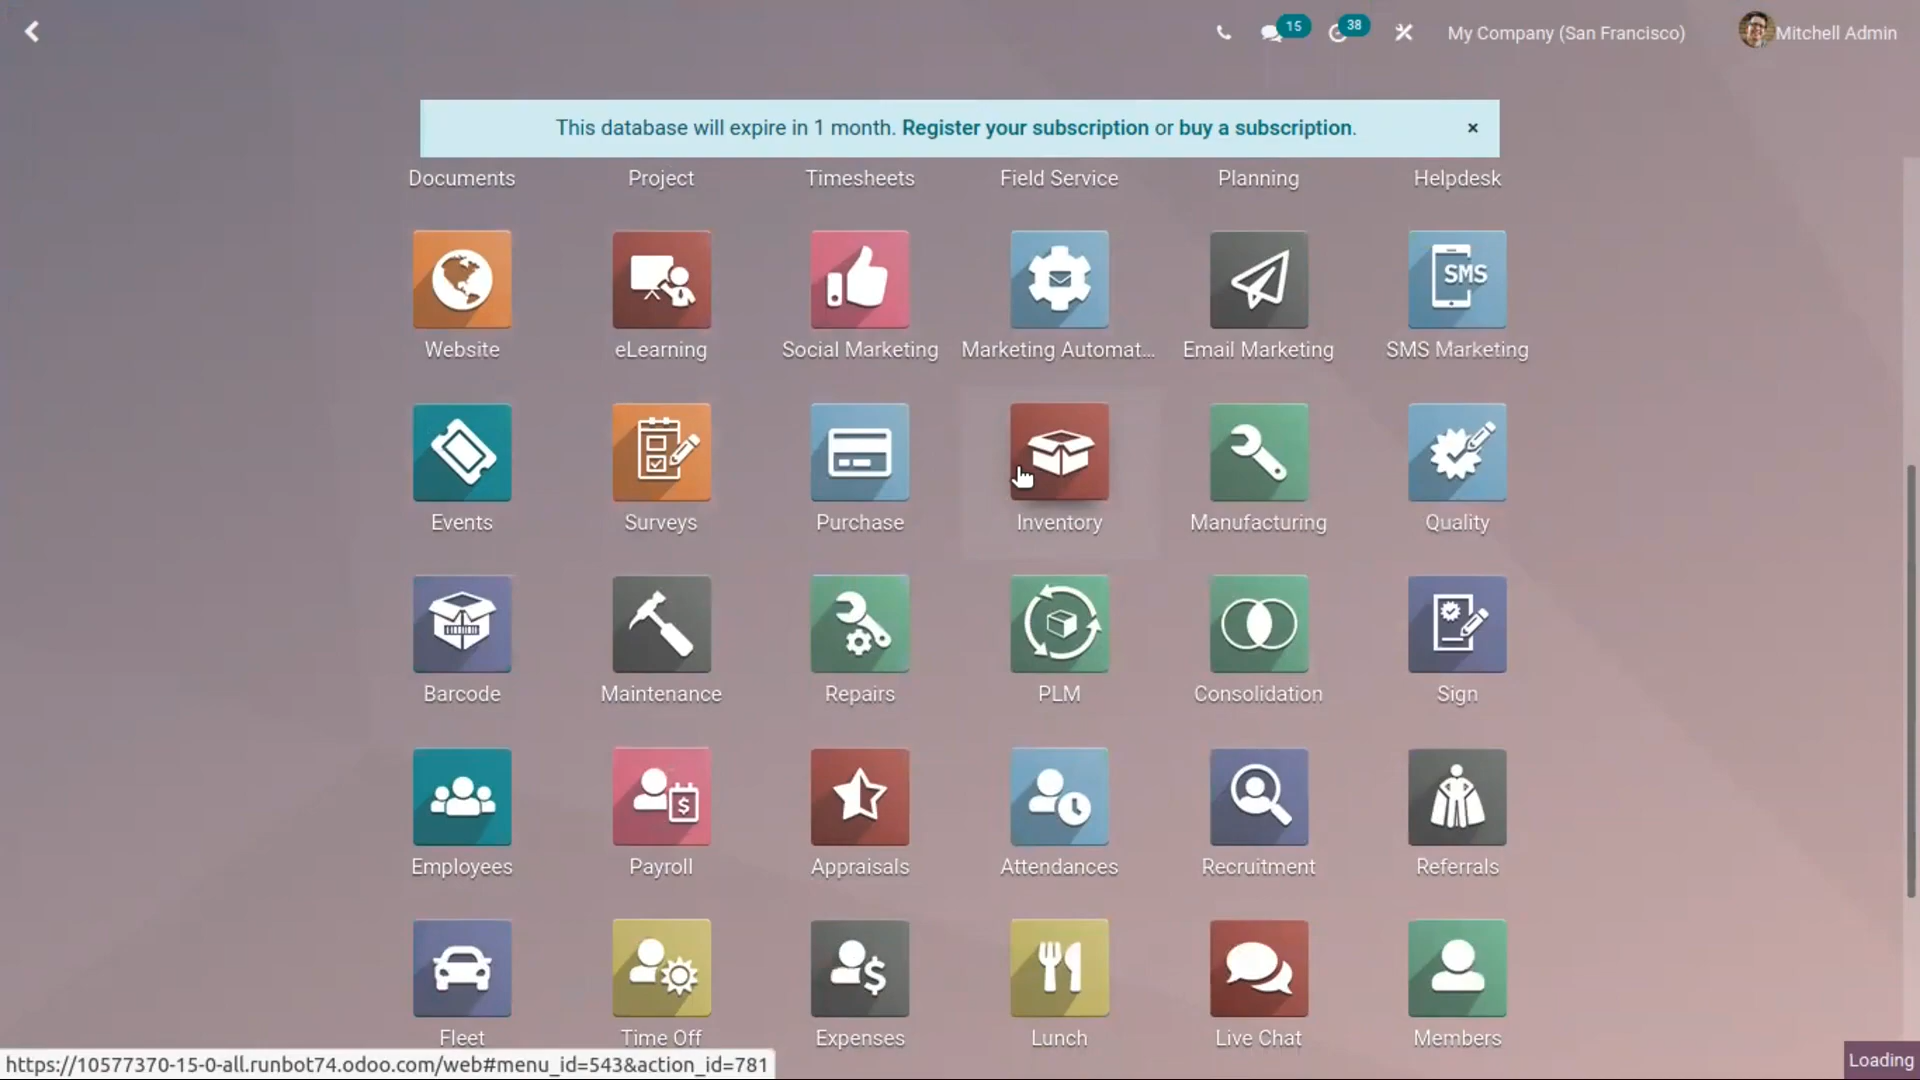 15
38
My Company (San Francisco)
Mitchell Admin
This database will expire in 1 month. Register your subscription or buy a subscription.
×
Documents
Project
Timesheets
Field Service
Planning
Helpdesk
SMS
Website
eLearning
Social Marketing
Marketing Automat...
Email Marketing
SMS Marketing
Events
Surveys
Purchase
Inventory
Manufacturing
Quality
Barcode
Maintenance
Repairs
PLM
Consolidation
Sign
$
Employees
Payroll
Appraisals
Attendances
Recruitment
Referrals
$
Fleet
Time Off
Expenses
Lunch
Live Chat
Members
https://10577370-15-0-all.runbot74.odoo.com/web#menu_id=543&action_id=781
Loading